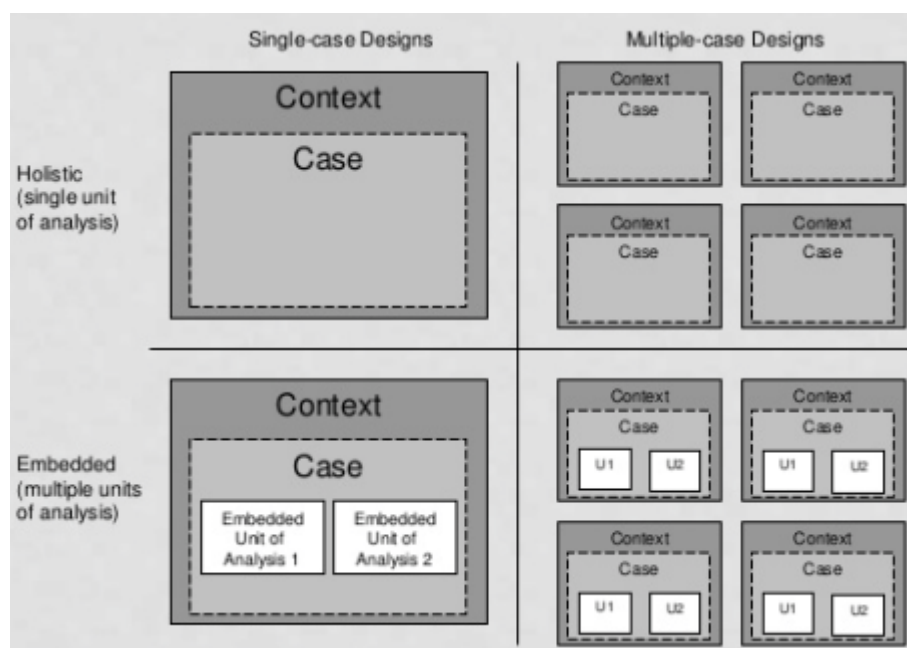 Single-case Designs
Multiple-case Designs
Holistic
(single unit
of analysis)
Context
Case
Context
Case
Context
Case
Context
Case
Context
Case
Embedded
(multiple units
of analysis)
Context
Case
Embedded
Unit of
Analysis 1
Embedded
Unit of
Analysis 2
Context
Case
U1
U2
Context
Case
U1
U2
Context
Case
U1
U2
Context
Case
U1
U2